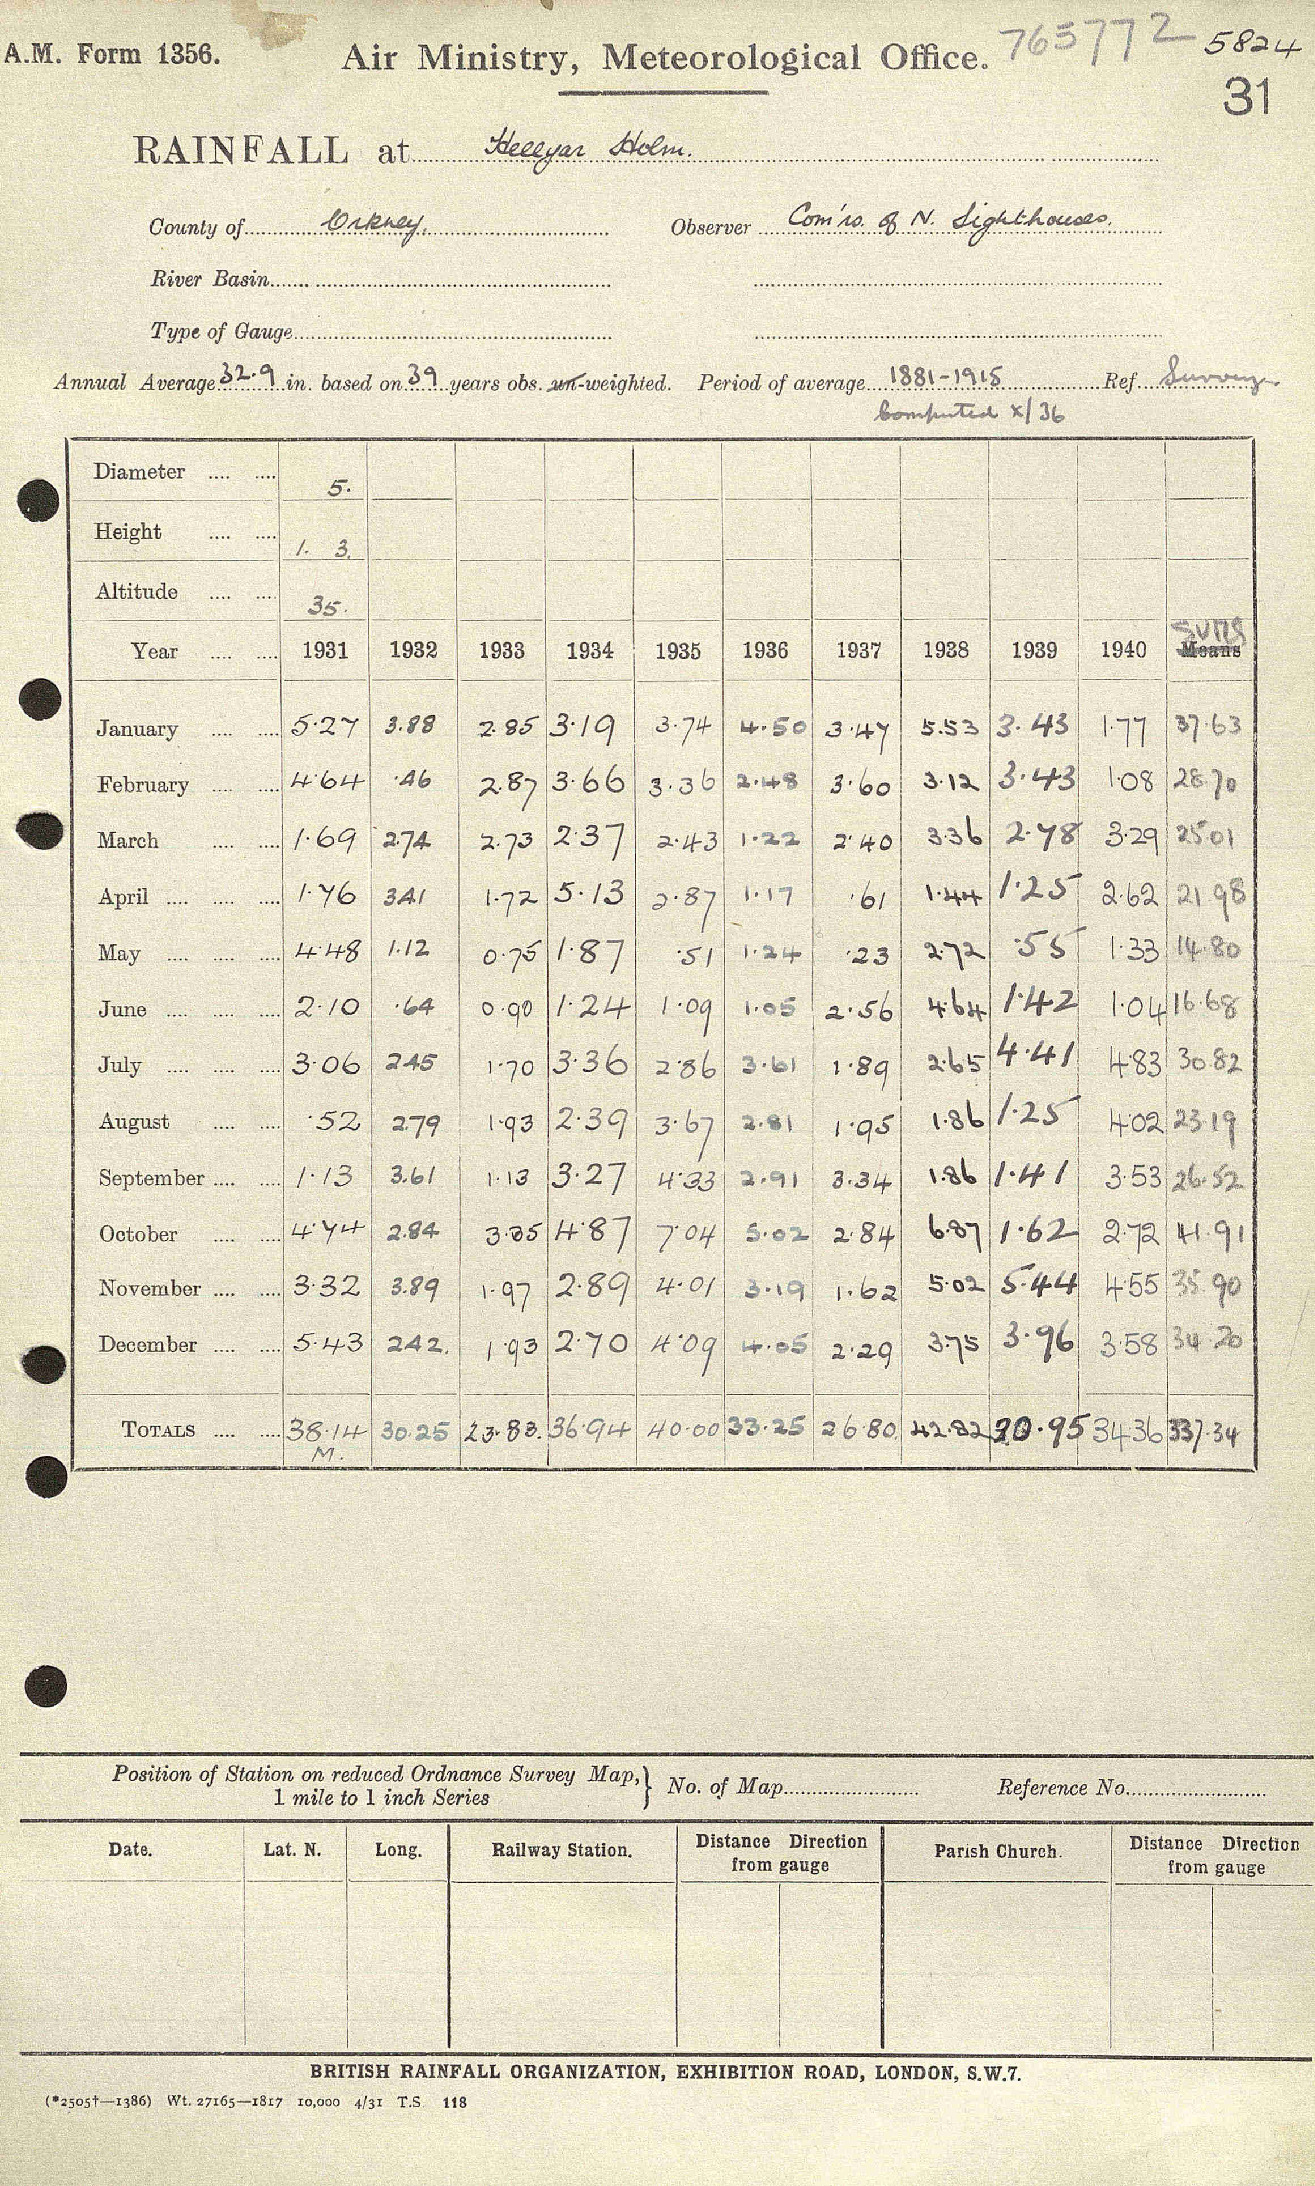 A.M. Form 1356.
Air Ministry, Meteorological Office.
765772 5824
31
RAINFALL at Hellyar Holm.
County of Orkney. Observer Com'rs. of N. Lighthouses.
River Basin
Type of Gauge
Annual Average 32.9 in. based on 39 years obs. un-weighted. Period of average 1881-1915 Ref. Survey
Computed X/36
Diameter 5.
Height 1. 3.
Altitude 35.
Sums
Year 1931 1932 1933 1934 1935 1936 1937 1938 1939 1940 Means
January 5.27 3.88 2.85 3.19 3.74 4.50 3.47 5.53 3.43 1.77 37.63
February 4.64 .46 2.87 3.66 3.36 2.48 3.60 3.12 3.43 1.08 28.70
March 1.69 2.74 2.73 2.37 2.43 1.22 2.40 3.36 2.78 3.29 25.01
April 1.76 3.41 1.72 5.13 2.87 1.17 .61 1.44 1.25 2.62 21.98
May 4.48 1.12 0.75 1.87 .51 1.24 .23 2.72 .55 1.33 14.80
June 2.10 .64 0.90 1.24 1.09 1.05 2.56 4.64 1.42 1.04 16.68
July 3.06 2.45 1.70 3.36 2.86 3.61 1.89 2.65 4.41 4.83 30.82
August .52 2.79 1.93 2.39 3.67 2.81 1.95 1.86 1.25 4.02 23.19
September 1.13 3.61 1.13 3.27 4.33 2.91 3.34 1.86 1.41 3.53 26.52
October 4.74 2.84 3.35 4.87 7.04 5.02 2.84 6.87 1.62 2.72 41.91
November 3.32 3.89 1.97 2.89 4.01 3.19 1.62 5.02 5.44 4.55 35.90
December 5.43 2.42. 1.93 2.70 4.09 4.05 2.29 3.75 3.96 3.58 34.20
TOTALS 38.14 30.25 23.83. 36.94 40.00 33.25 26.80. 42.82 30.95 34.36 337.34
M.
Position of Station on reduced Ordnance Survey Map, } No. of Map Reference No.
1 mile to 1 inch Series
Date. Lat. N. Long. Railway Station. Distance Direction Parish Church. Distance Direction
from gauge from gauge
BRITISH RAINFALL ORGANIZATION, EXHIBITION ROAD, LONDON, S.W.7.
(*2505†—1386) Wt. 27165—1817 10,000 4/31 T.S. 118